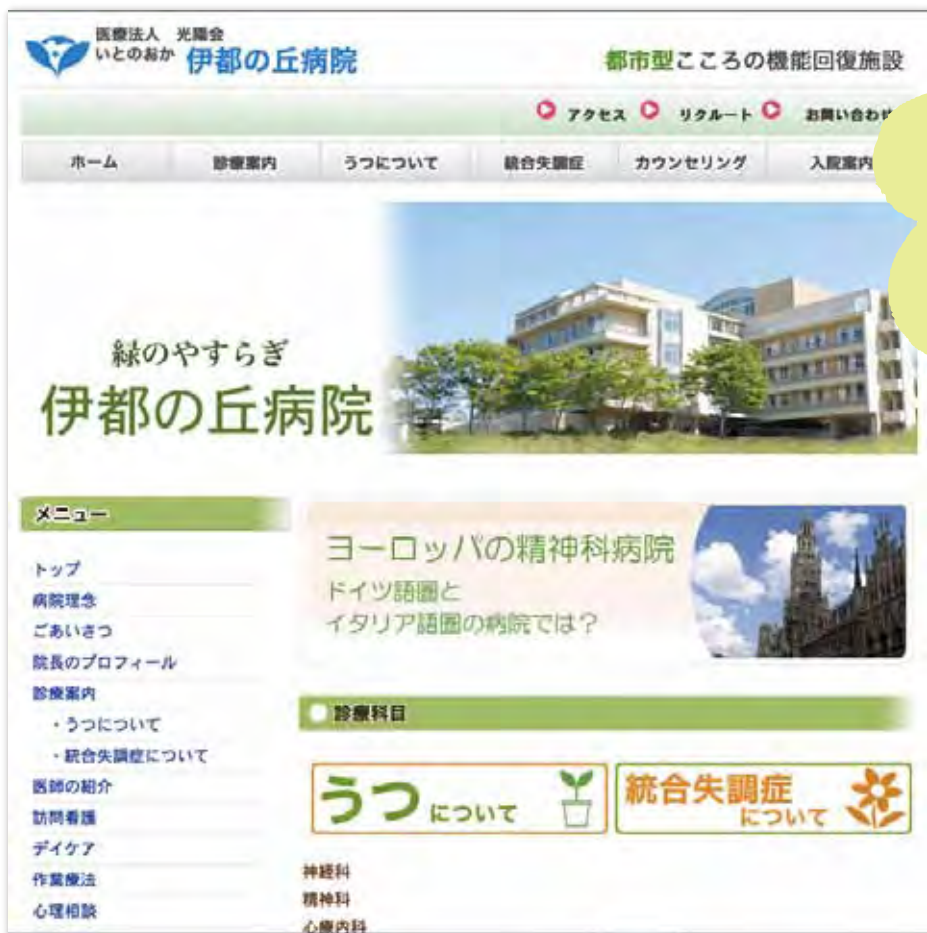 医療法人 光陽会
いとのおか 伊都の丘病院
都市型こころの機能回復施設
アクセス リクルート お問い合わせ
ホーム 診療案内 うつについて 統合失調症 カウンセリング 入院案内
緑のやすらぎ
伊都の丘病院
メニュー
トップ
病院理念
ごあいさつ
院長のプロフィール
診療案内
・うつについて
・統合失調症について
医師の紹介
訪問看護
デイケア
作業療法
心理相談
ヨーロッパの精神科病院
ドイツ語圏と
イタリア語圏の病院では?
診療科目
うつについて
統合失調症について
神経科
精神科
心療内科